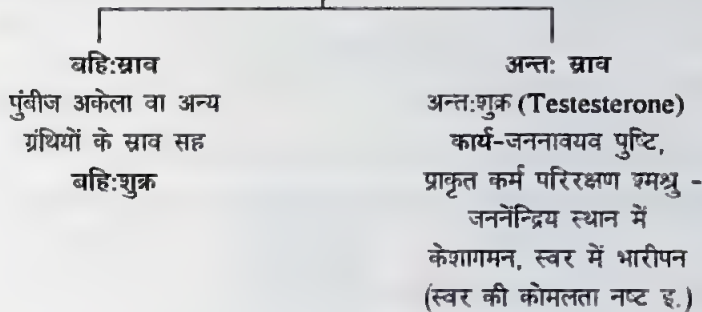 बहि:स्राव
पुंबीज अकेला वा अन्य
ग्रंथियों के स्राव सह
बहि:शुक्र
अन्त: स्राव
अन्त:शुक्र (Testesterone)
कार्य-जननावयव पुष्टि,
प्राकृत कर्म परिरक्षण श्मश्रु -
जननेंन्द्रिय स्थान में
केशागमन, स्वर में भारीपन
(स्वर की कोमलता नष्ट इ.)